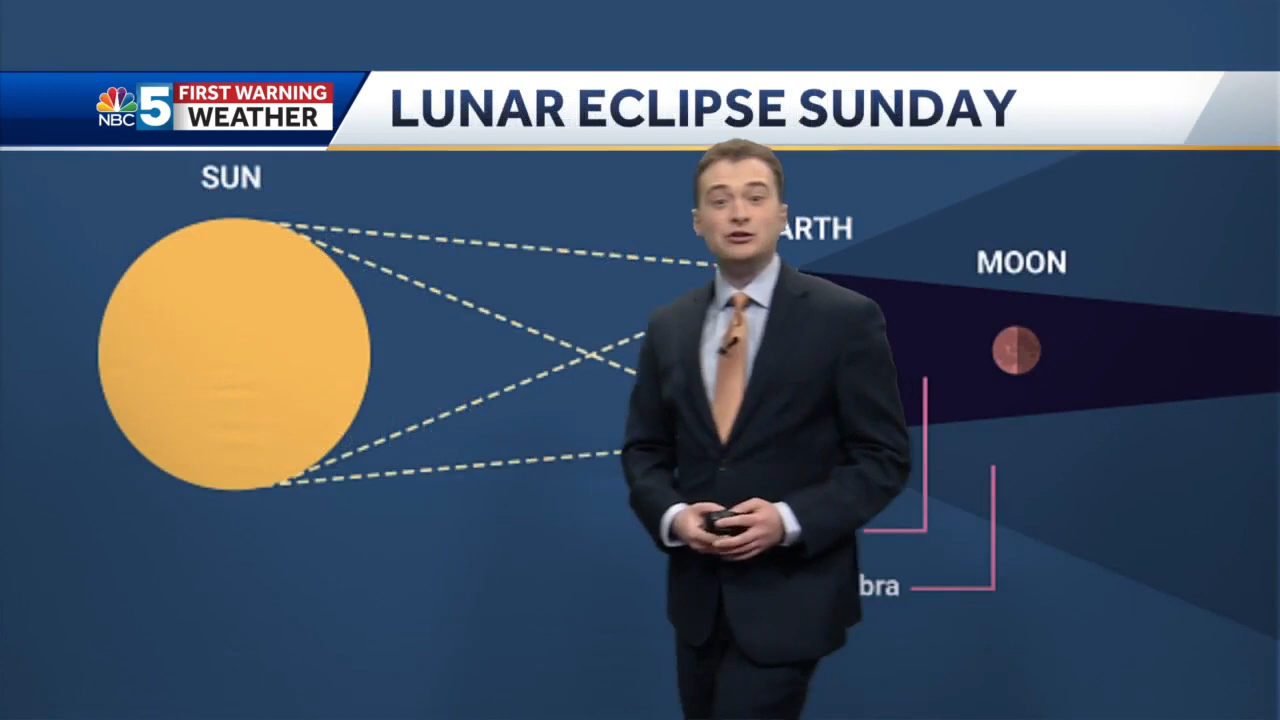 NBC 5 FIRST WARNING WEATHER
LUNAR ECLIPSE SUNDAY
SUN
ARTH
MOON
bra